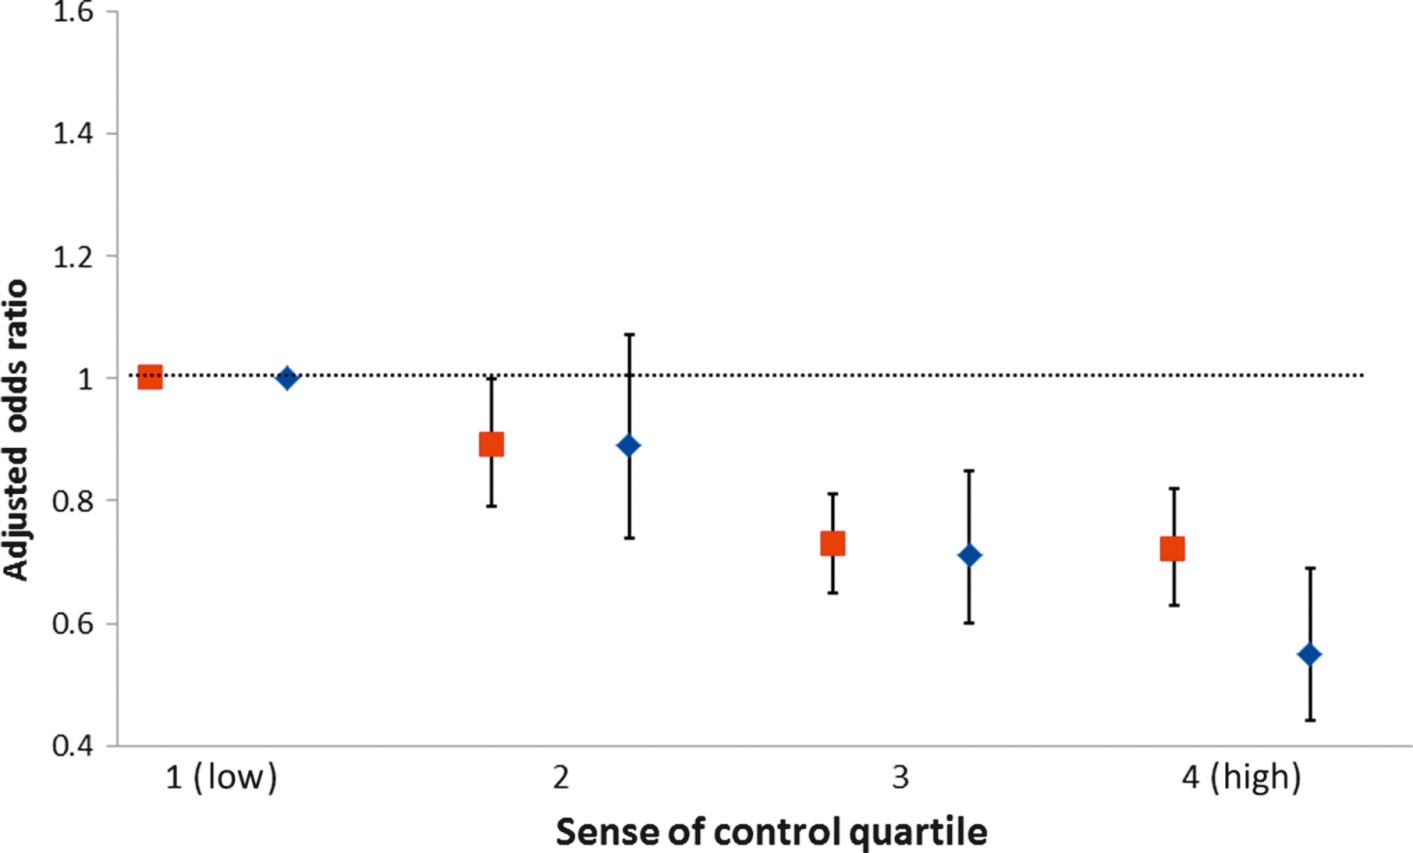 1.6
1.4
1.2
1
0.8
0.6
0.4
Adjusted odds ratio
1 (low)
2
3
4 (high)
Sense of control quartile